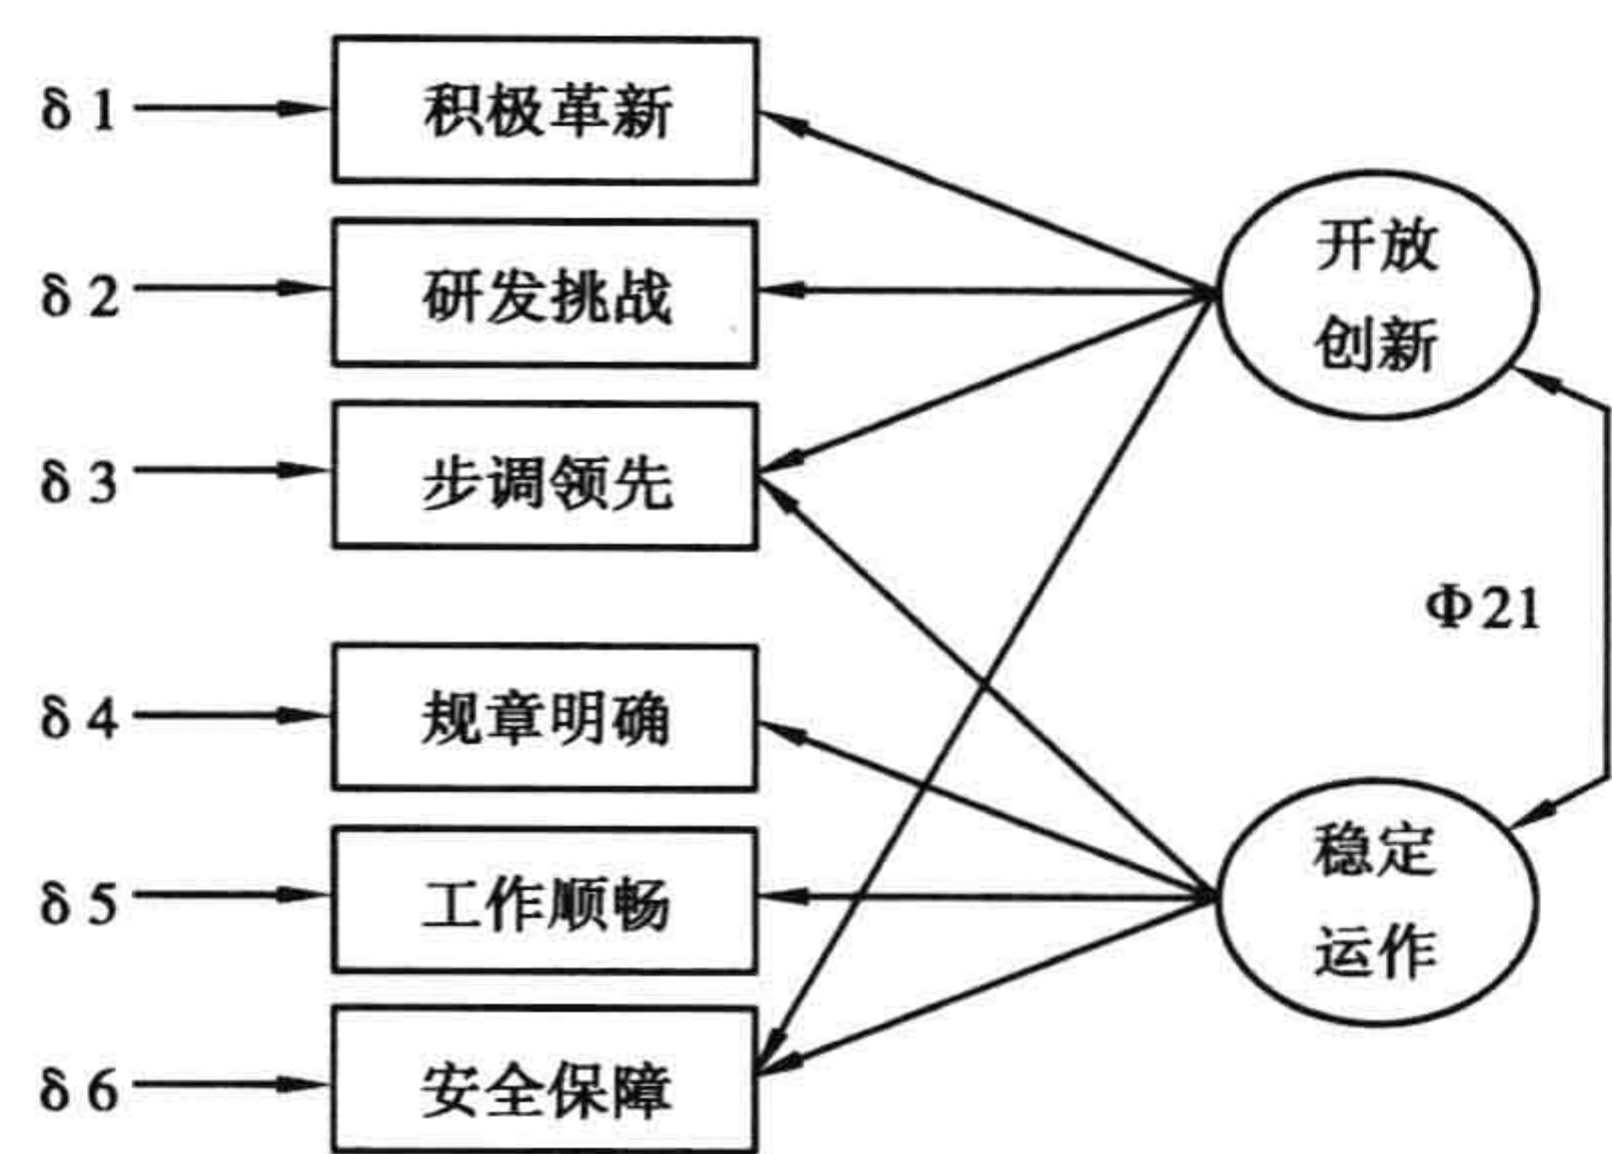 δ1
积极革新
δ2
研发挑战
δ3
步调领先
δ4
规章明确
δ5
工作顺畅
δ6
安全保障
开放
创新
Φ21
稳定
运作